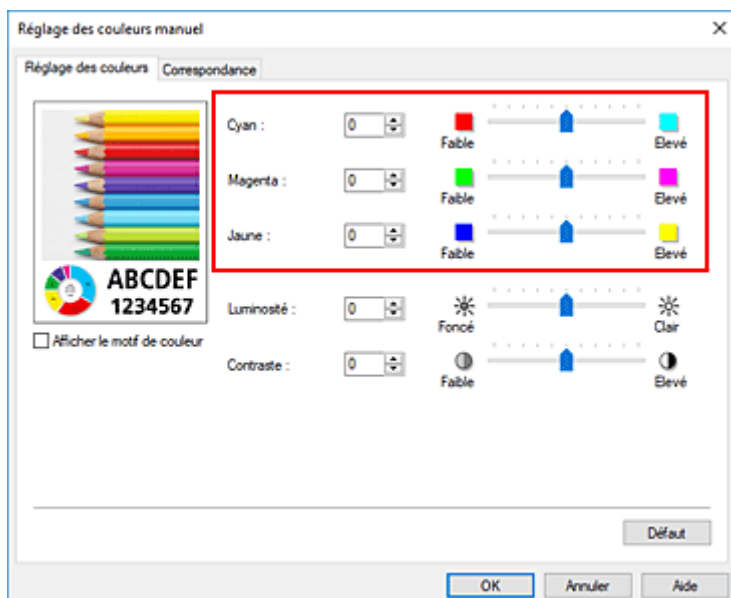 Réglage des couleurs manuel
Réglage des couleurs
Correspondance
ABCDEF
1234567
Afficher le motif de couleur
Cyan :
0
Faible
Elevé
Magenta :
0
Faible
Elevé
Jaune :
0
Faible
Elevé
Luminosité :
0
Foncé
Clair
Contraste :
0
Faible
Elevé
Défaut
OK
Annuler
Aide